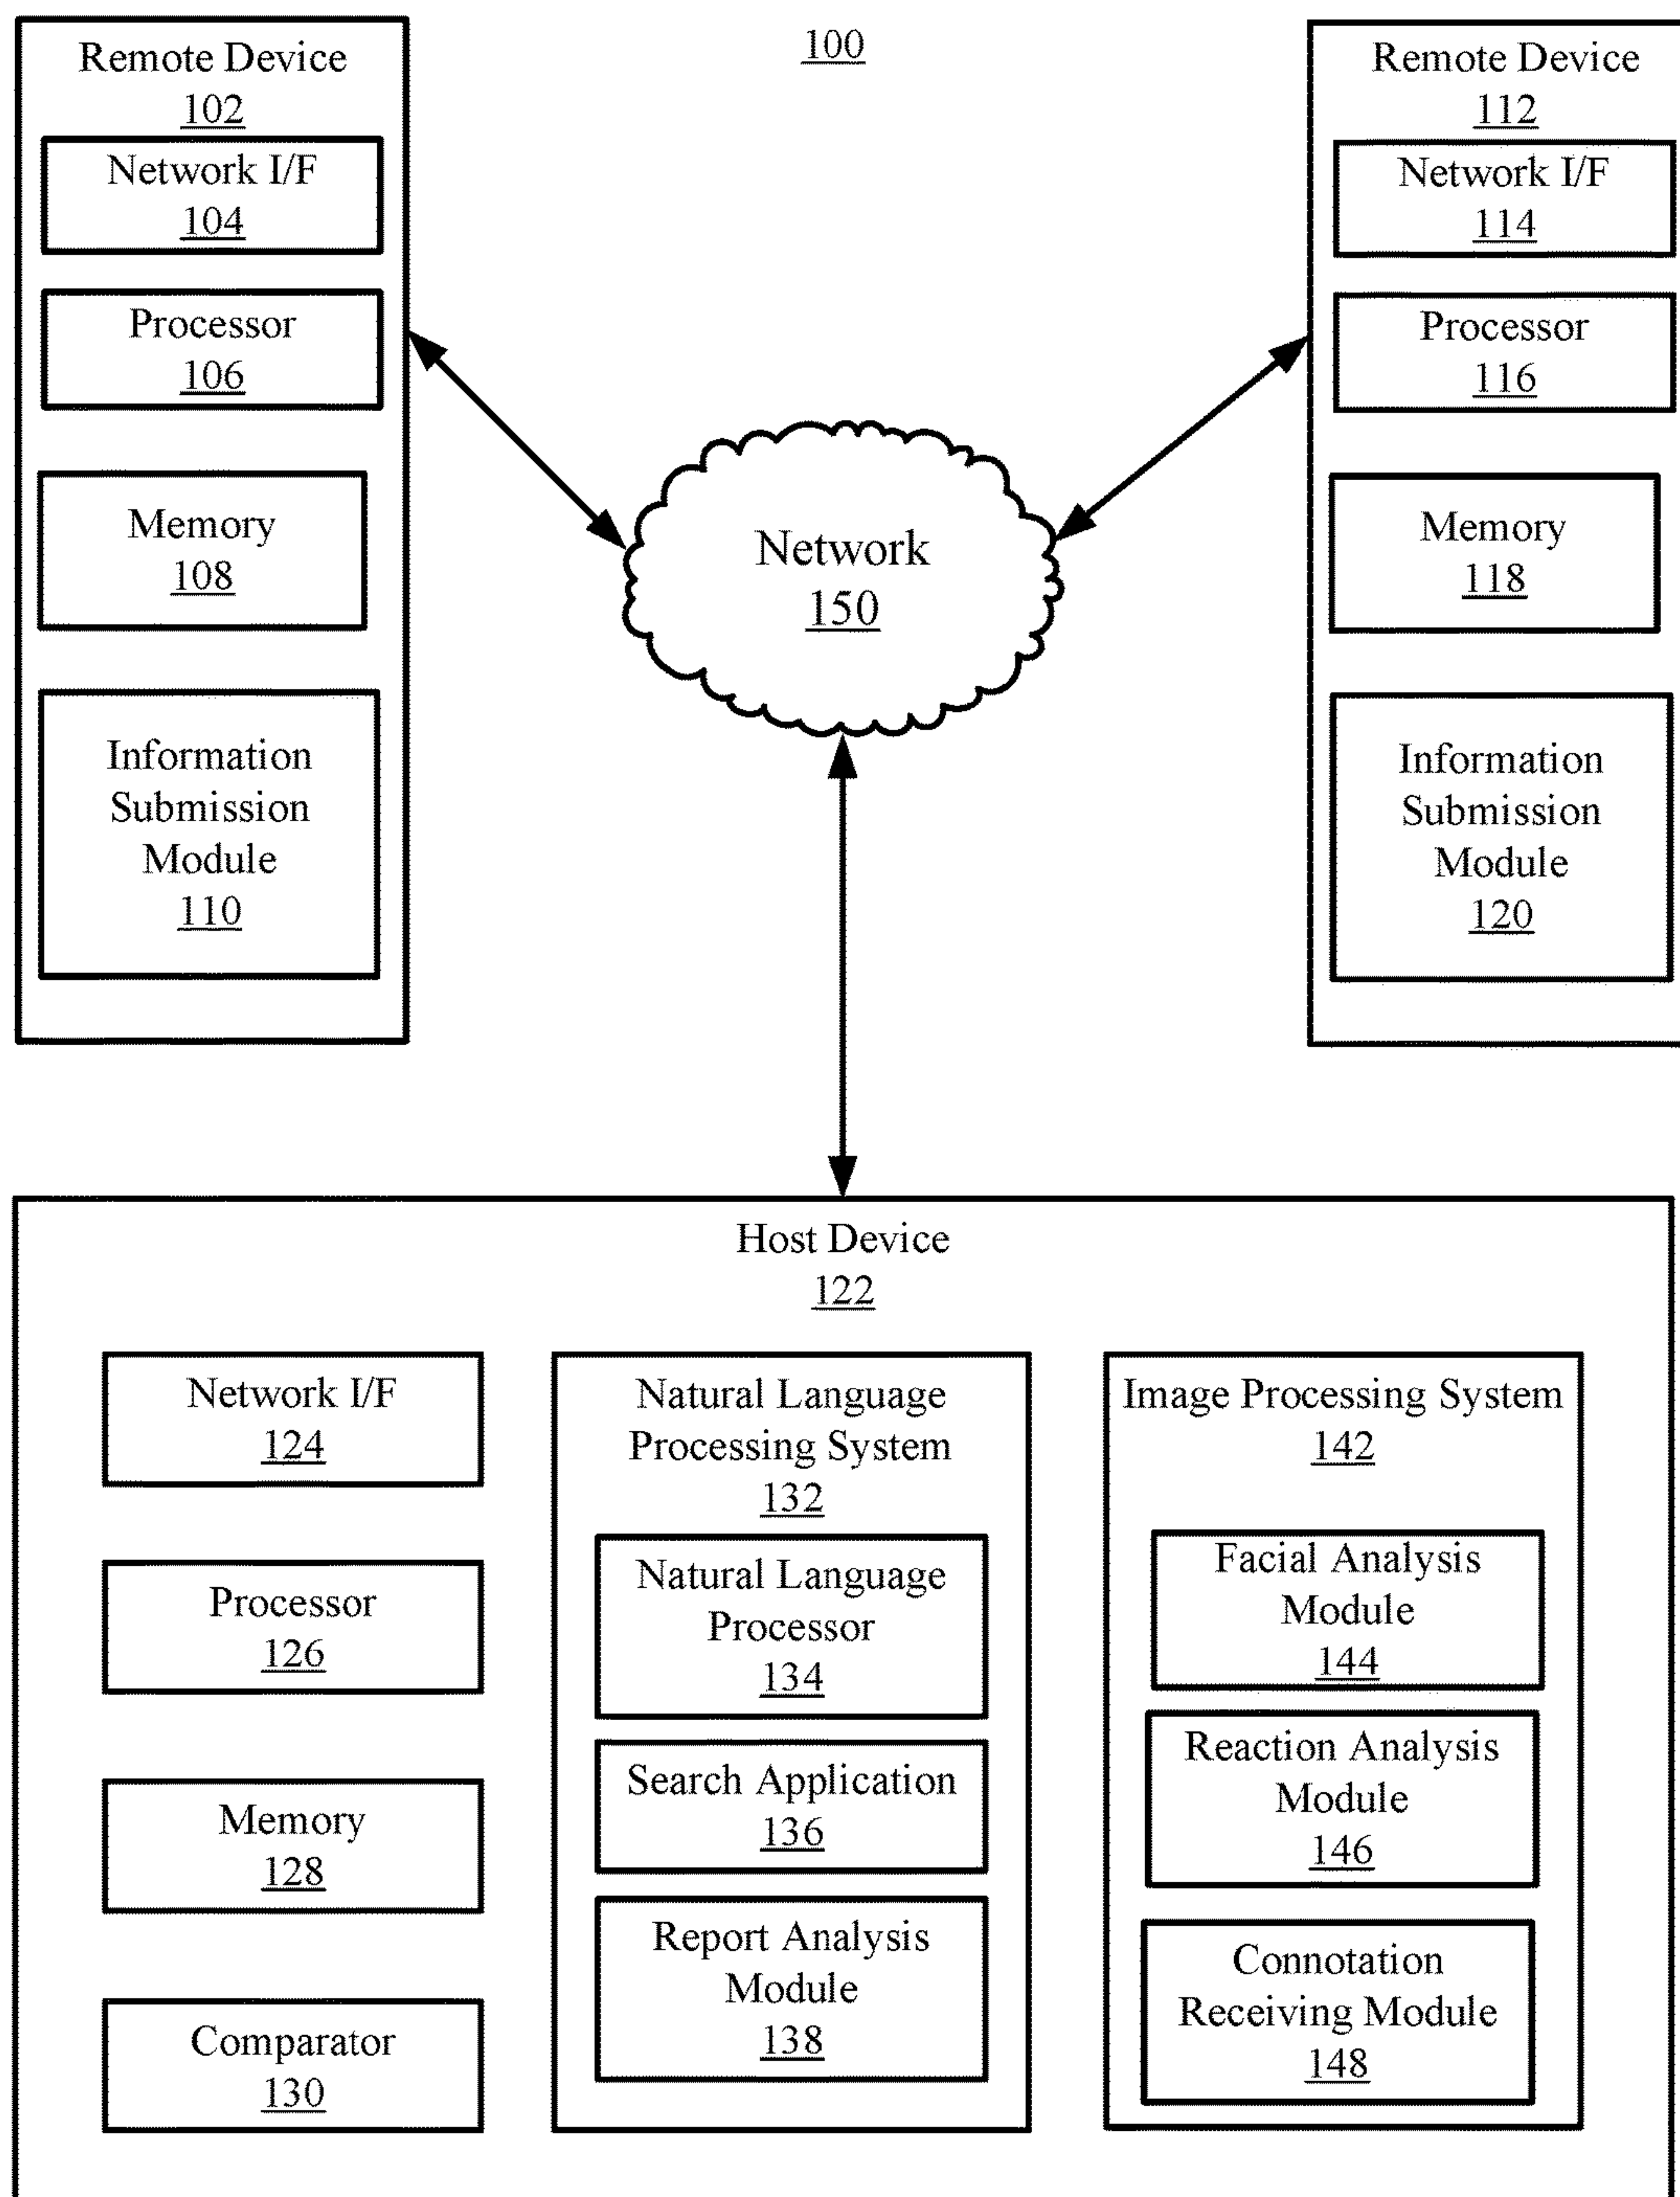 100
Remote Device
102
Network I/F
104
Processor
106
Memory
108
Information
Submission
Module
110
Remote Device
112
Network I/F
114
Processor
116
Memory
118
Information
Submission
Module
120
Network
150
Host Device
122
Network I/F
124
Processor
126
Memory
128
Comparator
130
Natural Language
Processing System
132
Natural Language
Processor
134
Search Application
136
Report Analysis
Module
138
Image Processing System
142
Facial Analysis
Module
144
Reaction Analysis
Module
146
Connotation
Receiving Module
148